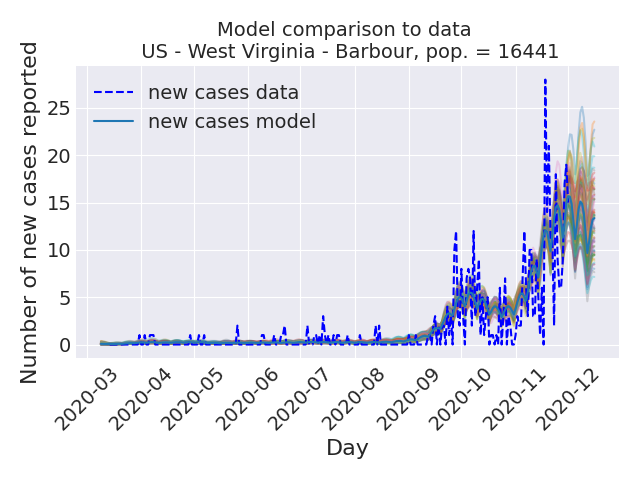 Model comparison to data
US - West Virginia - Barbour, pop. = 16441
Number of new cases reported
new cases data
new cases model
25
20
15
10
5
0
2020-03
2020-04
2020-05
2020-06
2020-07
2020-08
2020-09
2020-10
2020-11
2020-12
Day